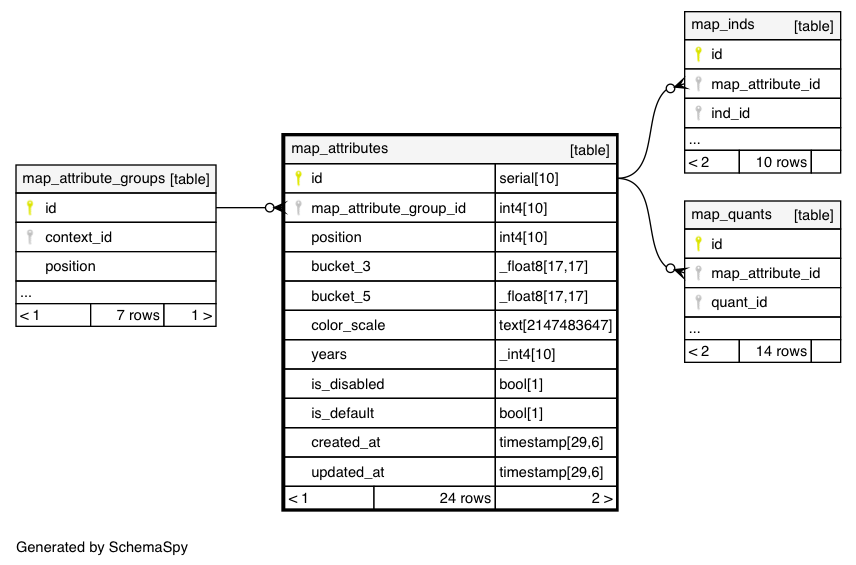 map_attribute_groups [table]
id
context_id
position
...
< 1 7 rows 1 >
map_attributes [table]
id serial[10]
map_attribute_group_id int4[10]
position int4[10]
bucket_3 _float8[17,17]
bucket_5 _float8[17,17]
color_scale text[2147483647]
years _int4[10]
is_disabled bool[1]
is_default bool[1]
created_at timestamp[29,6]
updated_at timestamp[29,6]
< 1 24 rows 2 >
map_inds [table]
id
map_attribute_id
ind_id
...
< 2 10 rows
map_quants [table]
id
map_attribute_id
quant_id
...
< 2 14 rows
Generated by SchemaSpy